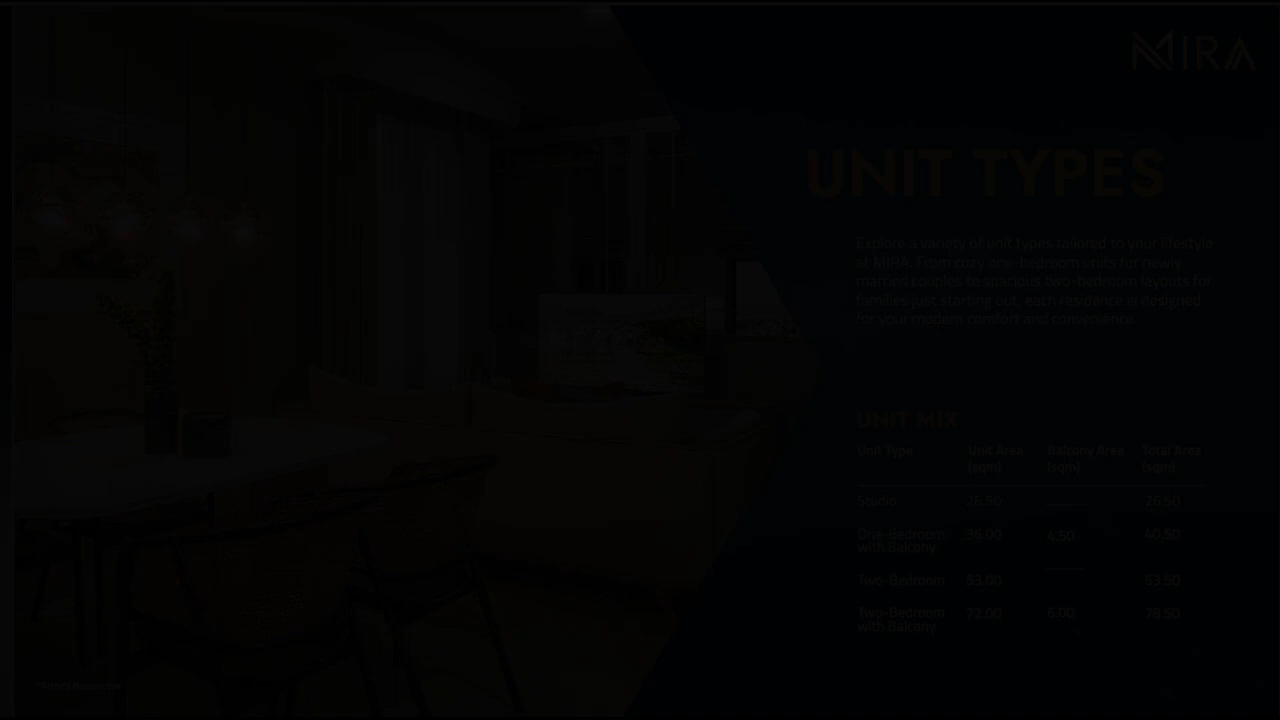 MIRA
UNIT TYPES
Explore a variety of unit types tailored to your lifestyle
at MIRA. From cozy one-bedroom units for newly
married couples to spacious two-bedroom layouts for
families just starting out, each residence is designed
for your modern comfort and convenience.
UNIT MIX
Unit Type Unit Area (sqm) Balcony Area (sqm) Total Area (sqm)
Studio 26.50 26.50
One-Bedroom with Balcony 36.00 4.50 40.50
Two-Bedroom 53.00 53.50
Two-Bedroom with Balcony 72.00 6.00 78.50